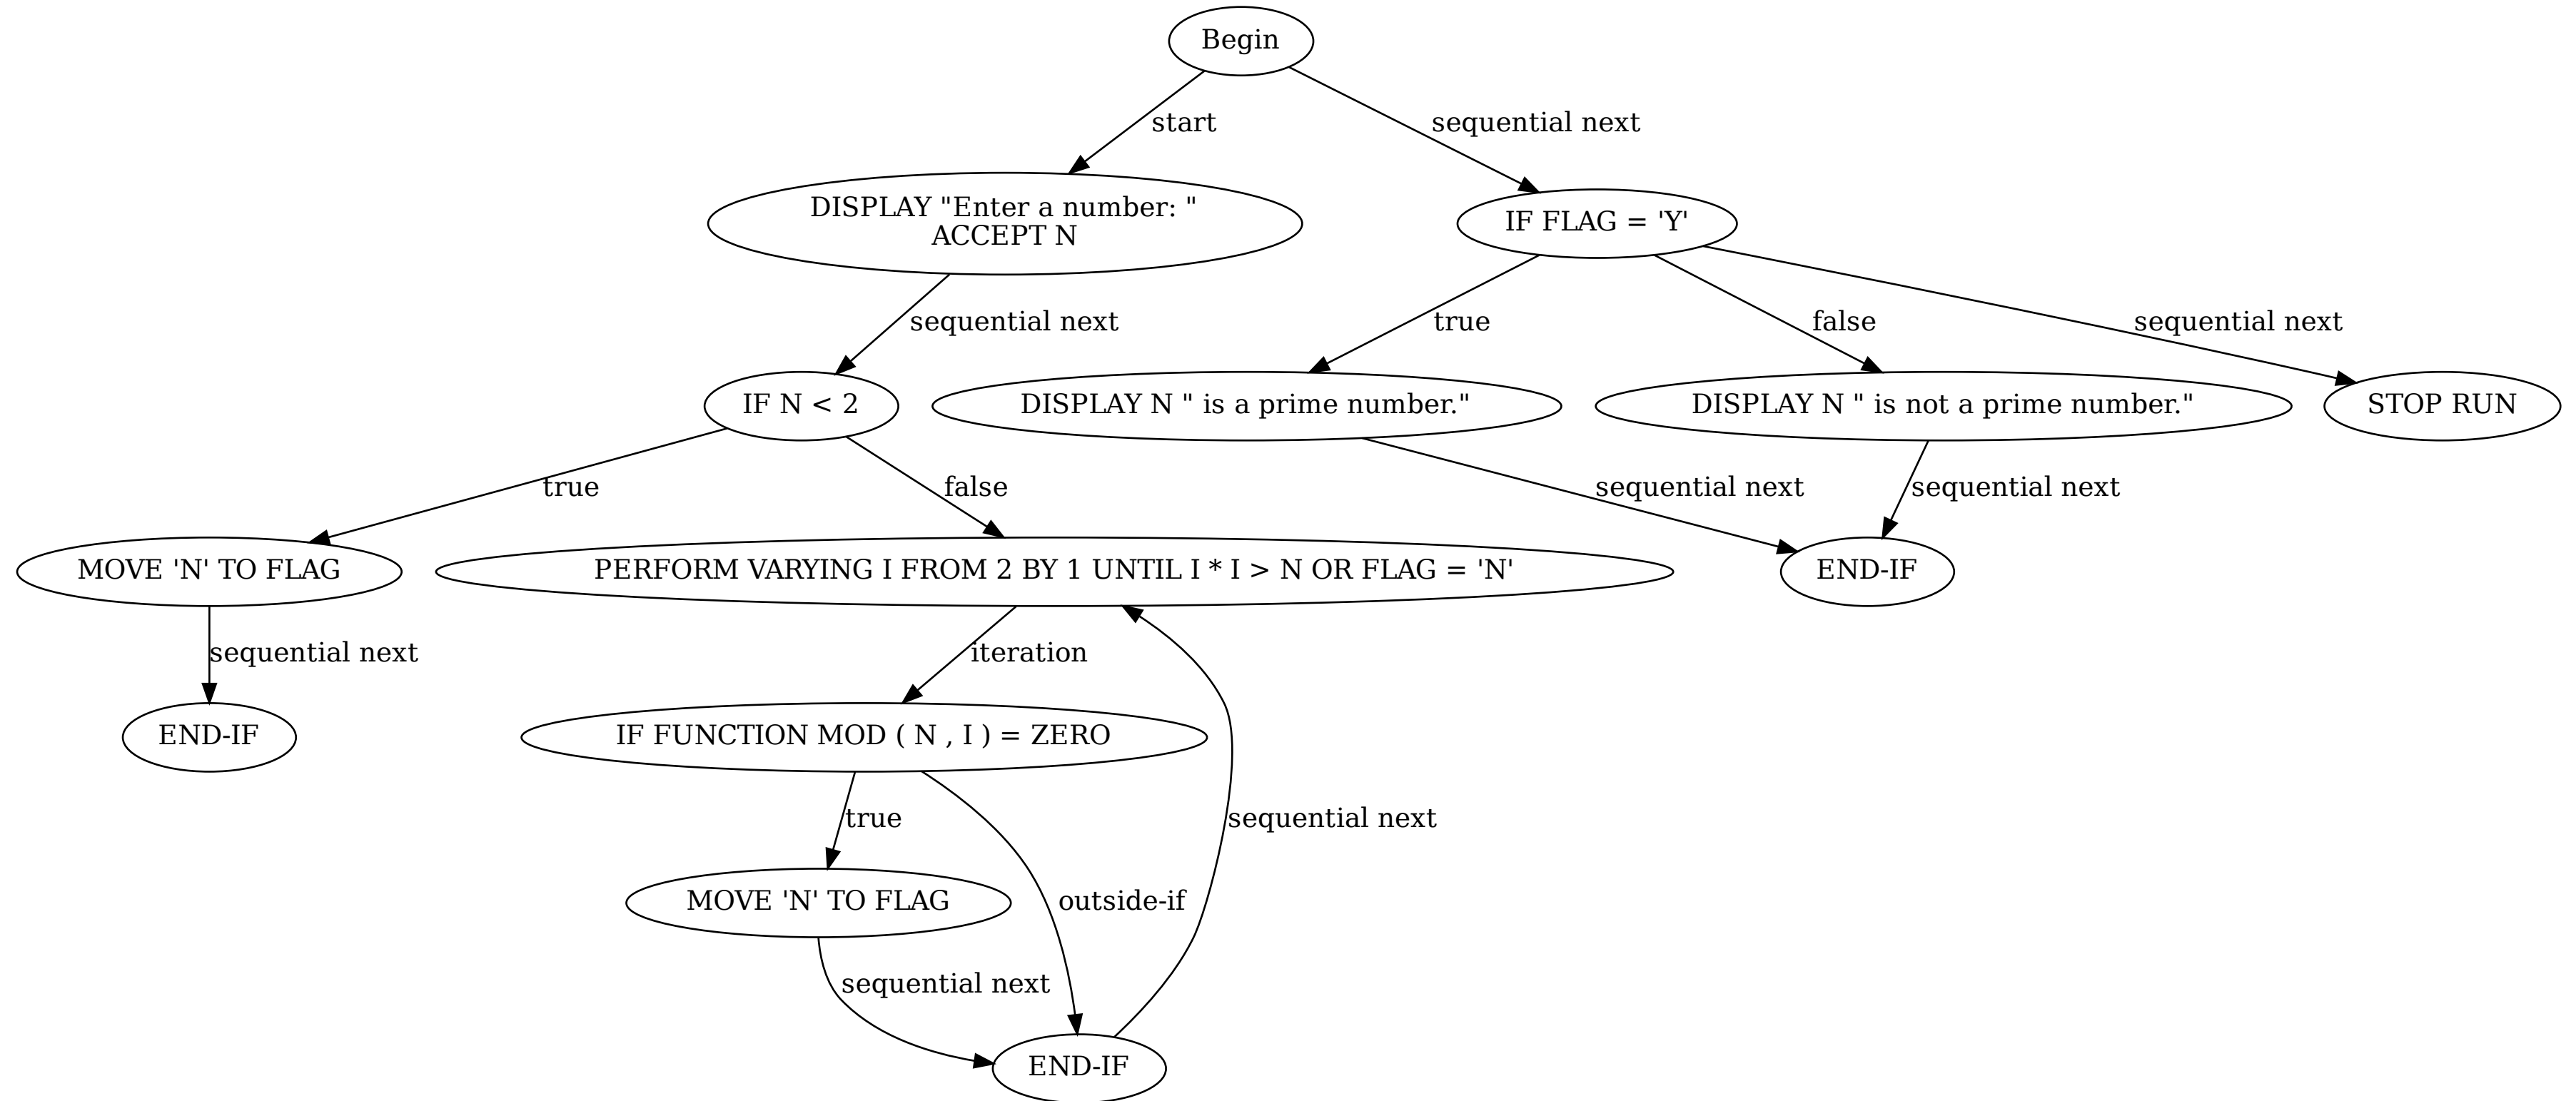 Begin
start
sequential next
DISPLAY "Enter a number: "
ACCEPT N
IF FLAG = 'Y'
sequential next
true
false
sequential next
IF N < 2
DISPLAY N " is a prime number."
DISPLAY N " is not a prime number."
STOP RUN
true
false
sequential next
sequential next
MOVE 'N' TO FLAG
PERFORM VARYING I FROM 2 BY 1 UNTIL I * I > N OR FLAG = 'N'
END-IF
sequential next
iteration
END-IF
IF FUNCTION MOD ( N , I ) = ZERO
true
sequential next
MOVE 'N' TO FLAG
outside-if
sequential next
END-IF